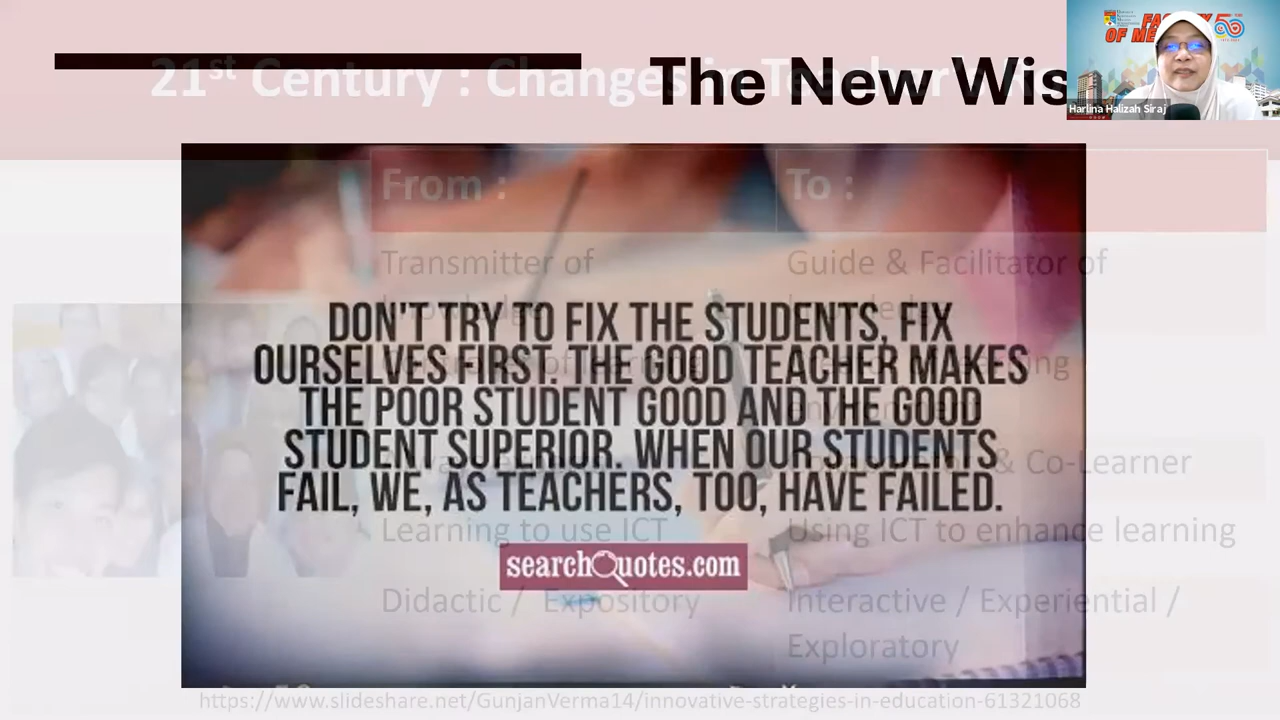 21st Century : Changes in
The New Wis
Harlina Halizah Siraj
From :
To :
Transmitter of
Guide & Facilitator of
DON'T TRY TO FIX THE STUDENTS, FIX
OURSELVES FIRST. THE GOOD TEACHER MAKES
THE POOR STUDENT GOOD AND THE GOOD
STUDENT SUPERIOR. WHEN OUR STUDENTS
FAIL, WE, AS TEACHERS, TOO, HAVE FAILED.
& Co-Learner
Learning to use ICT
Using ICT to enhance learning
searchQuotes.com
Didactic / Expository
Interactive / Experiential /
Exploratory
https://www.slideshare.net/GunjanVerma14/innovative-strategies-in-education-61321068